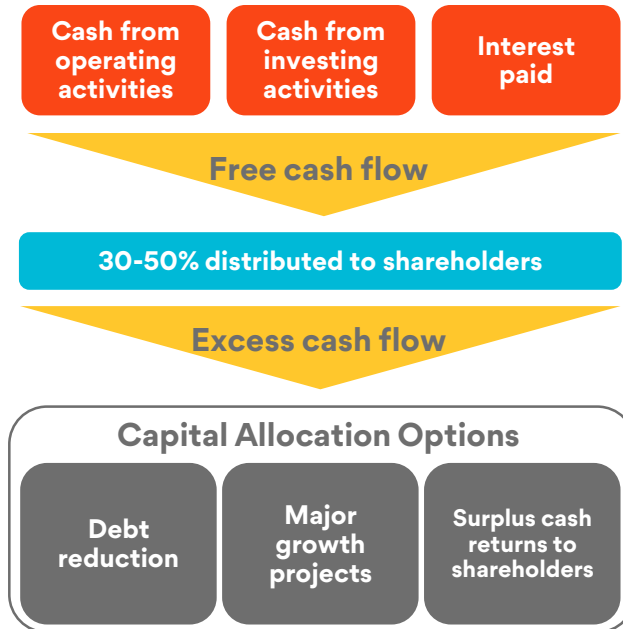 Cash from
operating
activities
Cash from
investing
activities
Interest
paid
Free cash flow
30-50% distributed to shareholders
Excess cash flow
Capital Allocation Options
Debt
reduction
Major
growth
projects
Surplus cash
returns to
shareholders